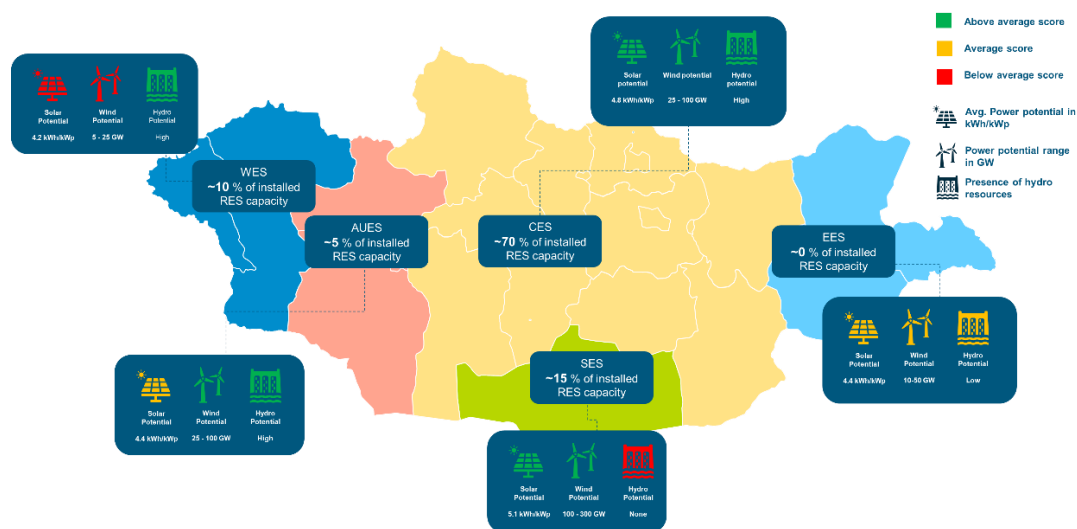 Above average score
Average score
Below average score
Avg. Power potential in
kWh/kWp
Power potential range
in GW
Presence of hydro
resources
Solar
potential
4.8 kWh/kWp
Wind potential
25 - 100 GW
Hydro
potential
High
Solar
Potential
4.2 kWh/kWp
Wind
Potential
5 - 25 GW
Hydro
Potential
High
WES
~10 % of installed
RES capacity
AUES
~5 % of installed
RES capacity
CES
~70 % of installed
RES capacity
EES
~0 % of installed
RES capacity
SES
~15 % of installed
RES capacity
Solar
Potential
4.4 kWh/kWp
Wind
Potential
10-50 GW
Hydro
Potential
Low
Solar
Potential
4.4 kWh/kWp
Wind
Potential
25 - 100 GW
Hydro
Potential
High
Solar
Potential
5.1 kWh/kWp
Wind
Potential
100 - 300 GW
Hydro
Potential
None